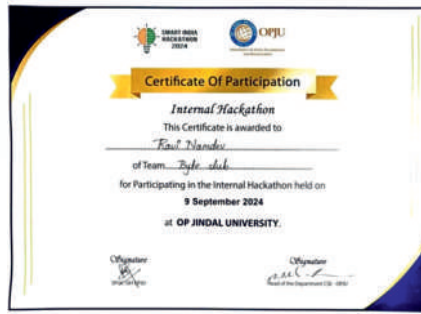 SMART INDIA
HACKATHON
2024
OPJU
Certificate Of Participation
Internal Hackathon
This Certificate is awarded to
Ravi Namdev
of Team Byte club
for Participating in the Internal Hackathon held on
9 September 2024
at OP JINDAL UNIVERSITY.
Signature
Signature
Head of the Department CSE - OPJU